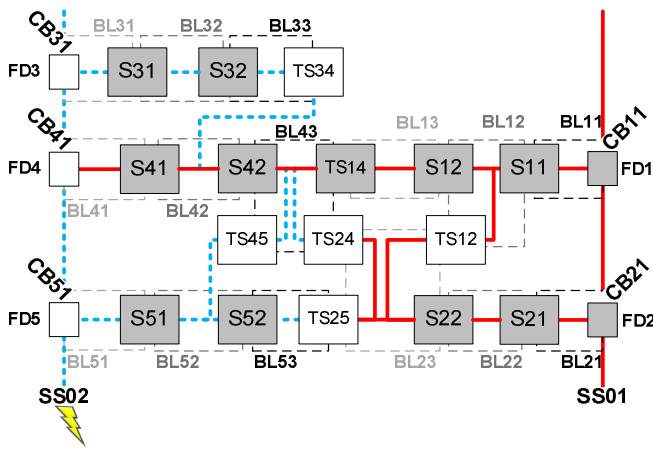 CB31
BL31
BL32
BL33
FD3
S31
S32
TS34
CB41
BL43
BL13
BL12
BL11
CB11
FD4
S41
S42
TS14
S12
S11
FD1
BL41
BL42
TS45
TS24
TS12
CB51
CB21
FD5
S51
S52
TS25
S22
S21
FD2
BL51
BL52
BL53
BL23
BL22
BL21
SS02
SS01